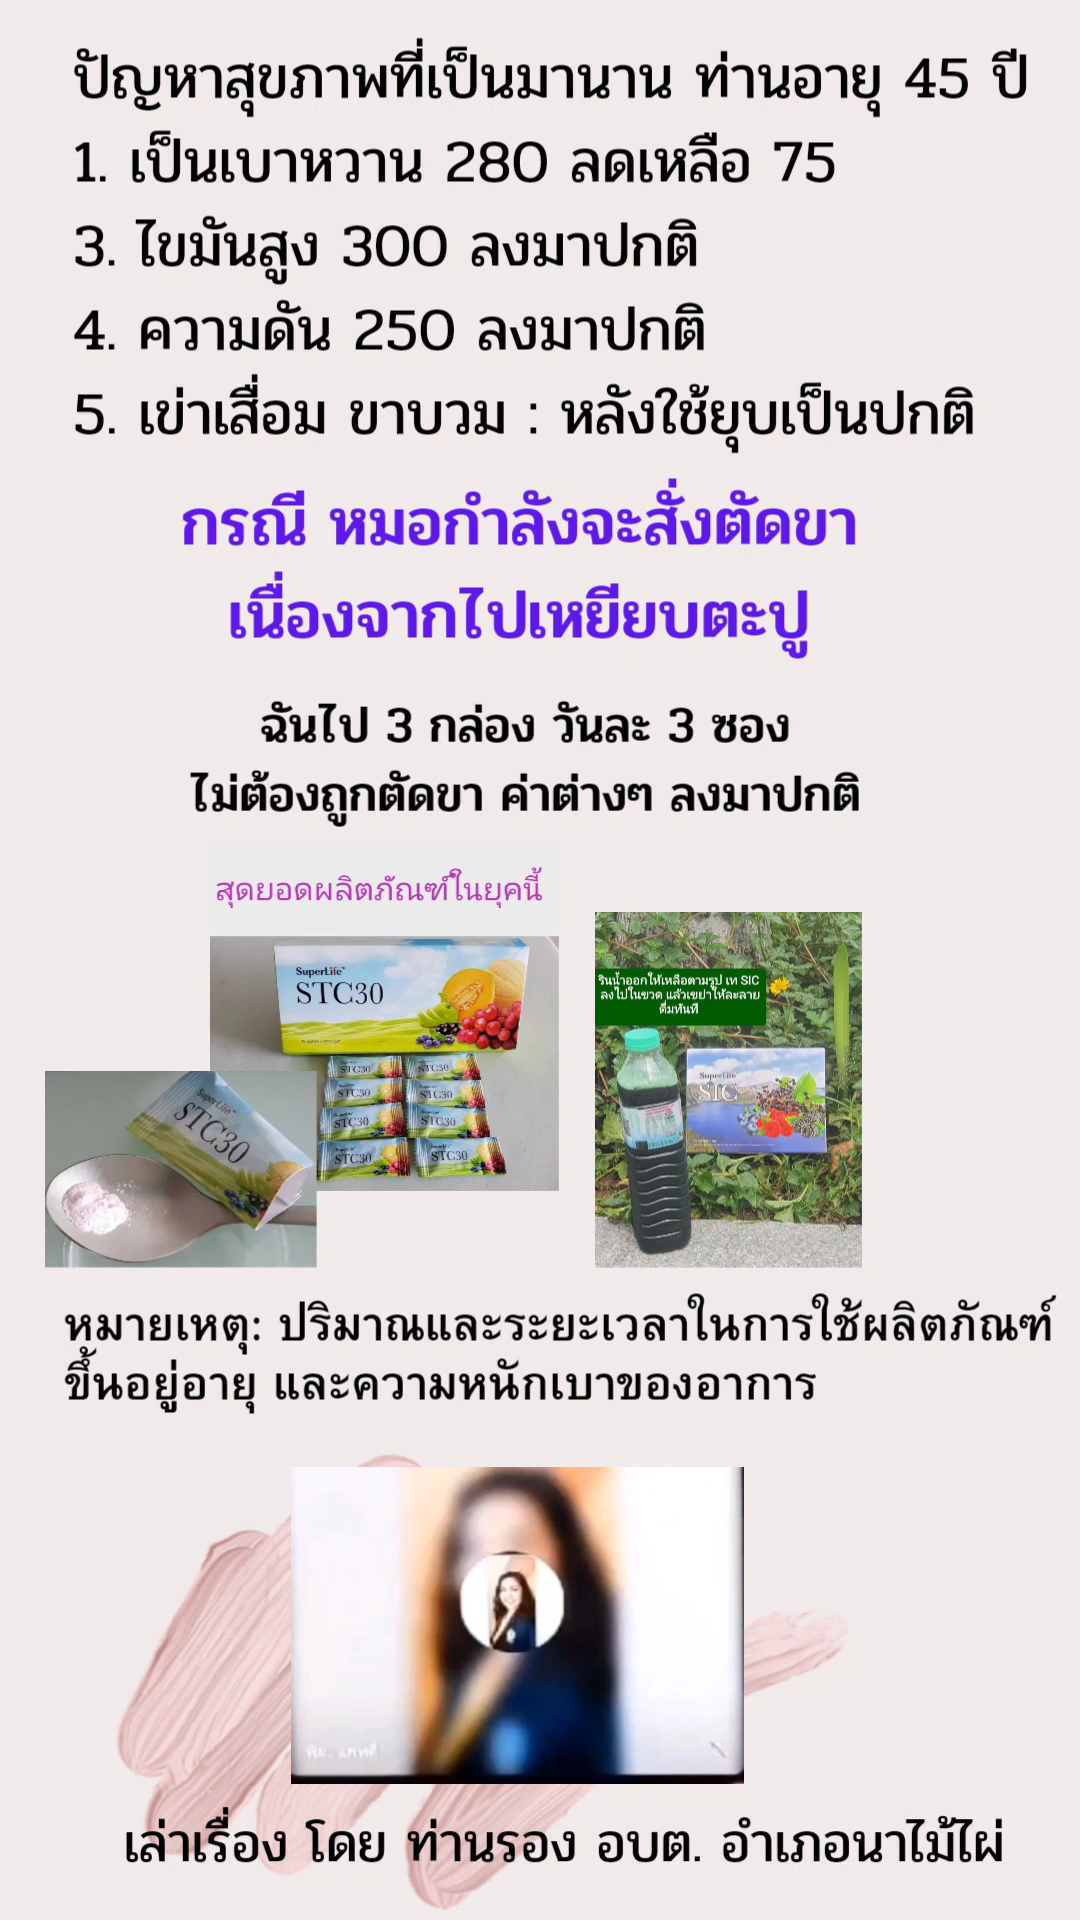 ปัญหาสุขภาพที่เป็นมานาน ท่านอายุ 45 ปี
1. เป็นเบาหวาน 280 ลดเหลือ 75
3. ไขมันสูง 300 ลงมาปกติ
4. ความดัน 250 ลงมาปกติ
5. เข่าเสื่อม ขาบวม : หลังใช้ยุบเป็นปกติ
กรณี หมอกำลังจะสั่งตัดขา
เนื่องจากไปเหยียบตะปู
ฉันไป 3 กล่อง วันละ 3 ซอง
ไม่ต้องถูกตัดขา ค่าต่างๆ ลงมาปกติ
สุดยอดผลิตภัณฑ์ในยุคนี้
SuperLife
STC30
STC30
STC30
STC30
STC30
STC30
STC30
STC30
STC30
SuperLife
STC30
รินน้ำออกให้เหลือตามรูป เท SIC
ลงไปในขวด แล้วเขย่าให้ละลาย
ดื่มทันที
SuperLife
SIC
หมายเหตุ: ปริมาณและระยะเวลาในการใช้ผลิตภัณฑ์
ขึ้นอยู่อายุ และความหนักเบาของอาการ
เล่าเรื่อง โดย ท่านรอง อบต. อำเภอนาไม้ไผ่